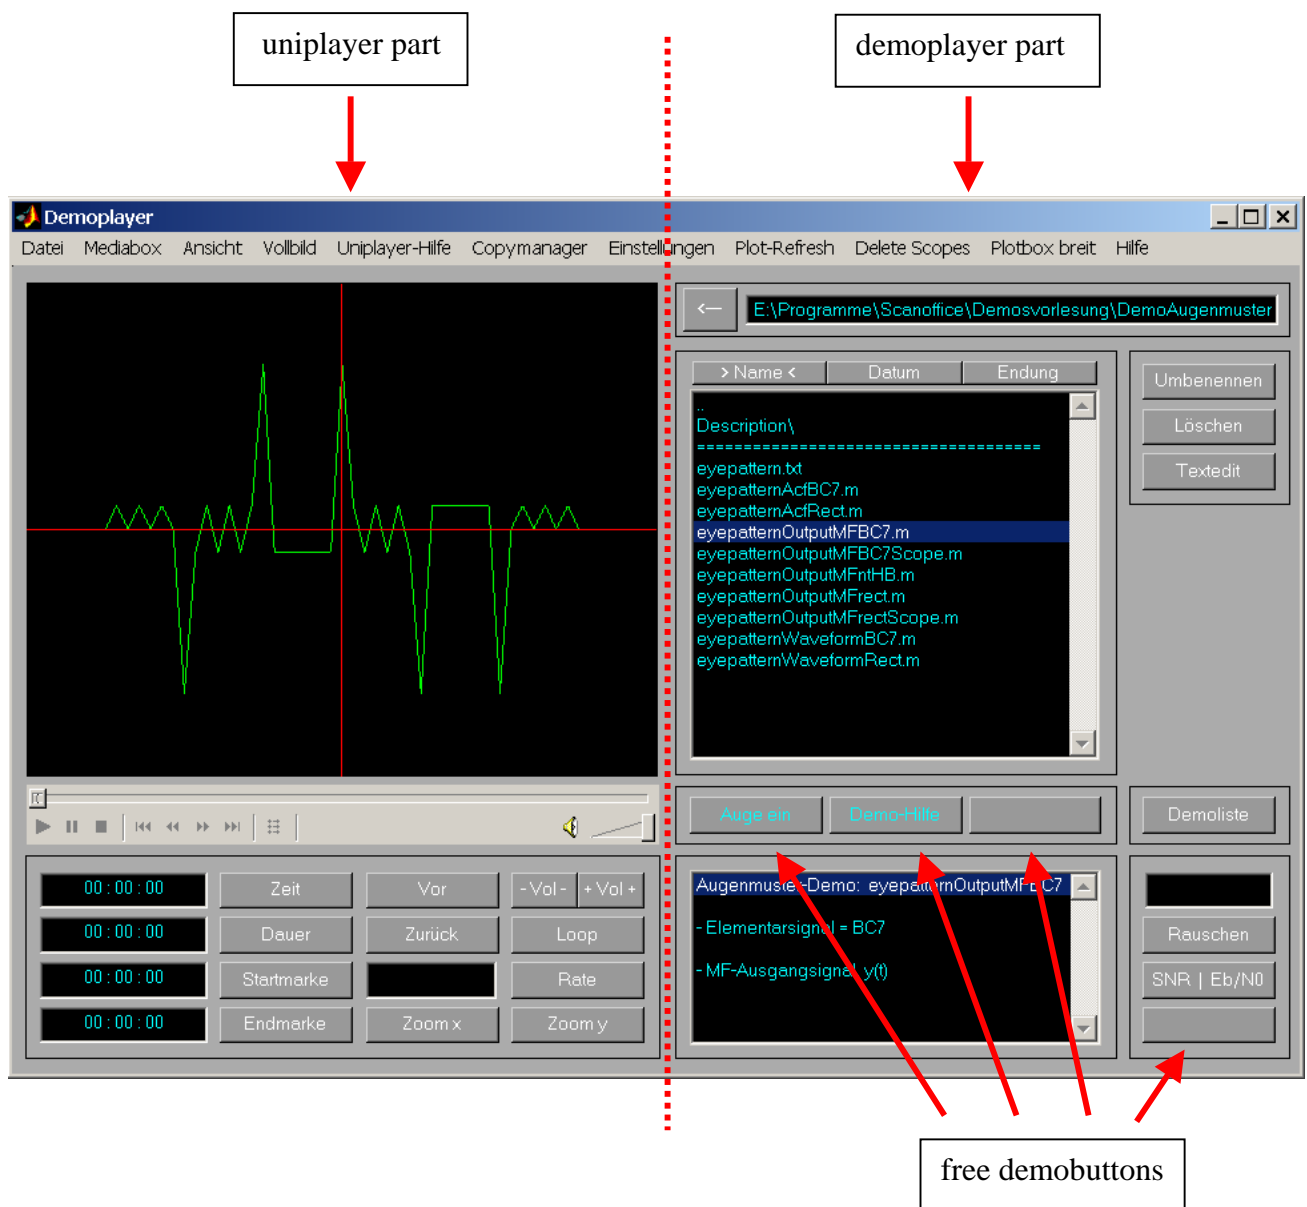 uniplayer part
demoplayer part
Demoplayer
Datei Mediabox Ansicht Vollbild Uniplayer-Hilfe Copymanager Einstellungen Plot-Refresh Delete Scopes Plotbox breit Hilfe
<-- E:\Programme\Scanoffice\Demosvorlesung\DemoAugenmuster
> Name < Datum Endung
Umbenennen
Löschen
Textedit
..
Description\
=====================================
eyepattern.txt
eyepatternAcfBC7.m
eyepatternAcfRect.m
eyepatternOutputMFBC7.m
eyepatternOutputMFBC7Scope.m
eyepatternOutputMFntHB.m
eyepatternOutputMFrect.m
eyepatternOutputMFrectScope.m
eyepatternWaveformBC7.m
eyepatternWaveformRect.m
Auge ein Demo-Hilfe Demoliste
00 : 00 : 00 Zeit Vor - Vol - + Vol +
00 : 00 : 00 Dauer Zurück Loop
00 : 00 : 00 Startmarke Rate
00 : 00 : 00 Endmarke Zoom x Zoom y
Augenmuster-Demo: eyepatternOutputMFBC7
- Elementarsignal = BC7
- MF-Ausgangsignal y(t)
Rauschen
SNR | Eb/N0
free demobuttons